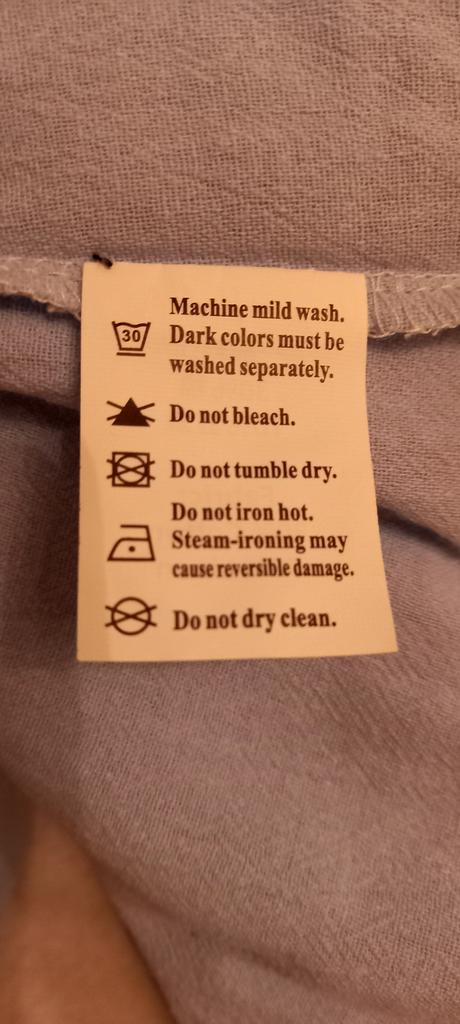 Machine mild wash.
30 Dark colors must be
washed separately.
Do not bleach.
Do not tumble dry.
Do not iron hot.
Steam-ironing may
cause reversible damage.
Do not dry clean.